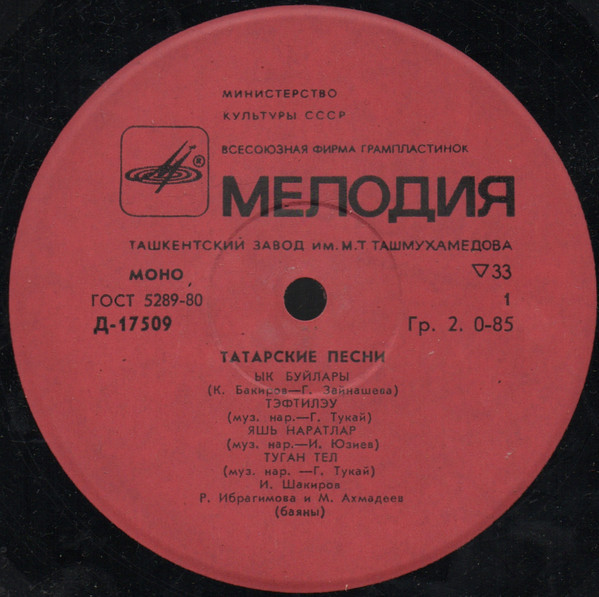 МИНИСТЕРСТВО
КУЛЬТУРЫ СССР
ВСЕСОЮЗНАЯ ФИРМА ГРАМПЛАСТИНОК
®
МЕЛОДИЯ
ТАШКЕНТСКИЙ ЗАВОД ИМ. М.Т ТАШМУХАМЕДОВА
МОНО ▽33
ГОСТ 5289-80 1
Д-17509 Гр. 2. 0-85
ТАТАРСКИЕ ПЕСНИ
ЫК БУЙЛАРЫ
(К. Бакиров—Г. Зайнашева)
ТЭФТИЛЭУ
(муз. нар.—Г. Тукай)
ЯШЬ НАРАТЛАР
(муз. нар.—И. Юзиев)
ТУГАН ТЕЛ
(муз. нар. —Г. Тукай)
И. Шакиров
Р. Ибрагимова и М. Ахмадеев
(баяны)